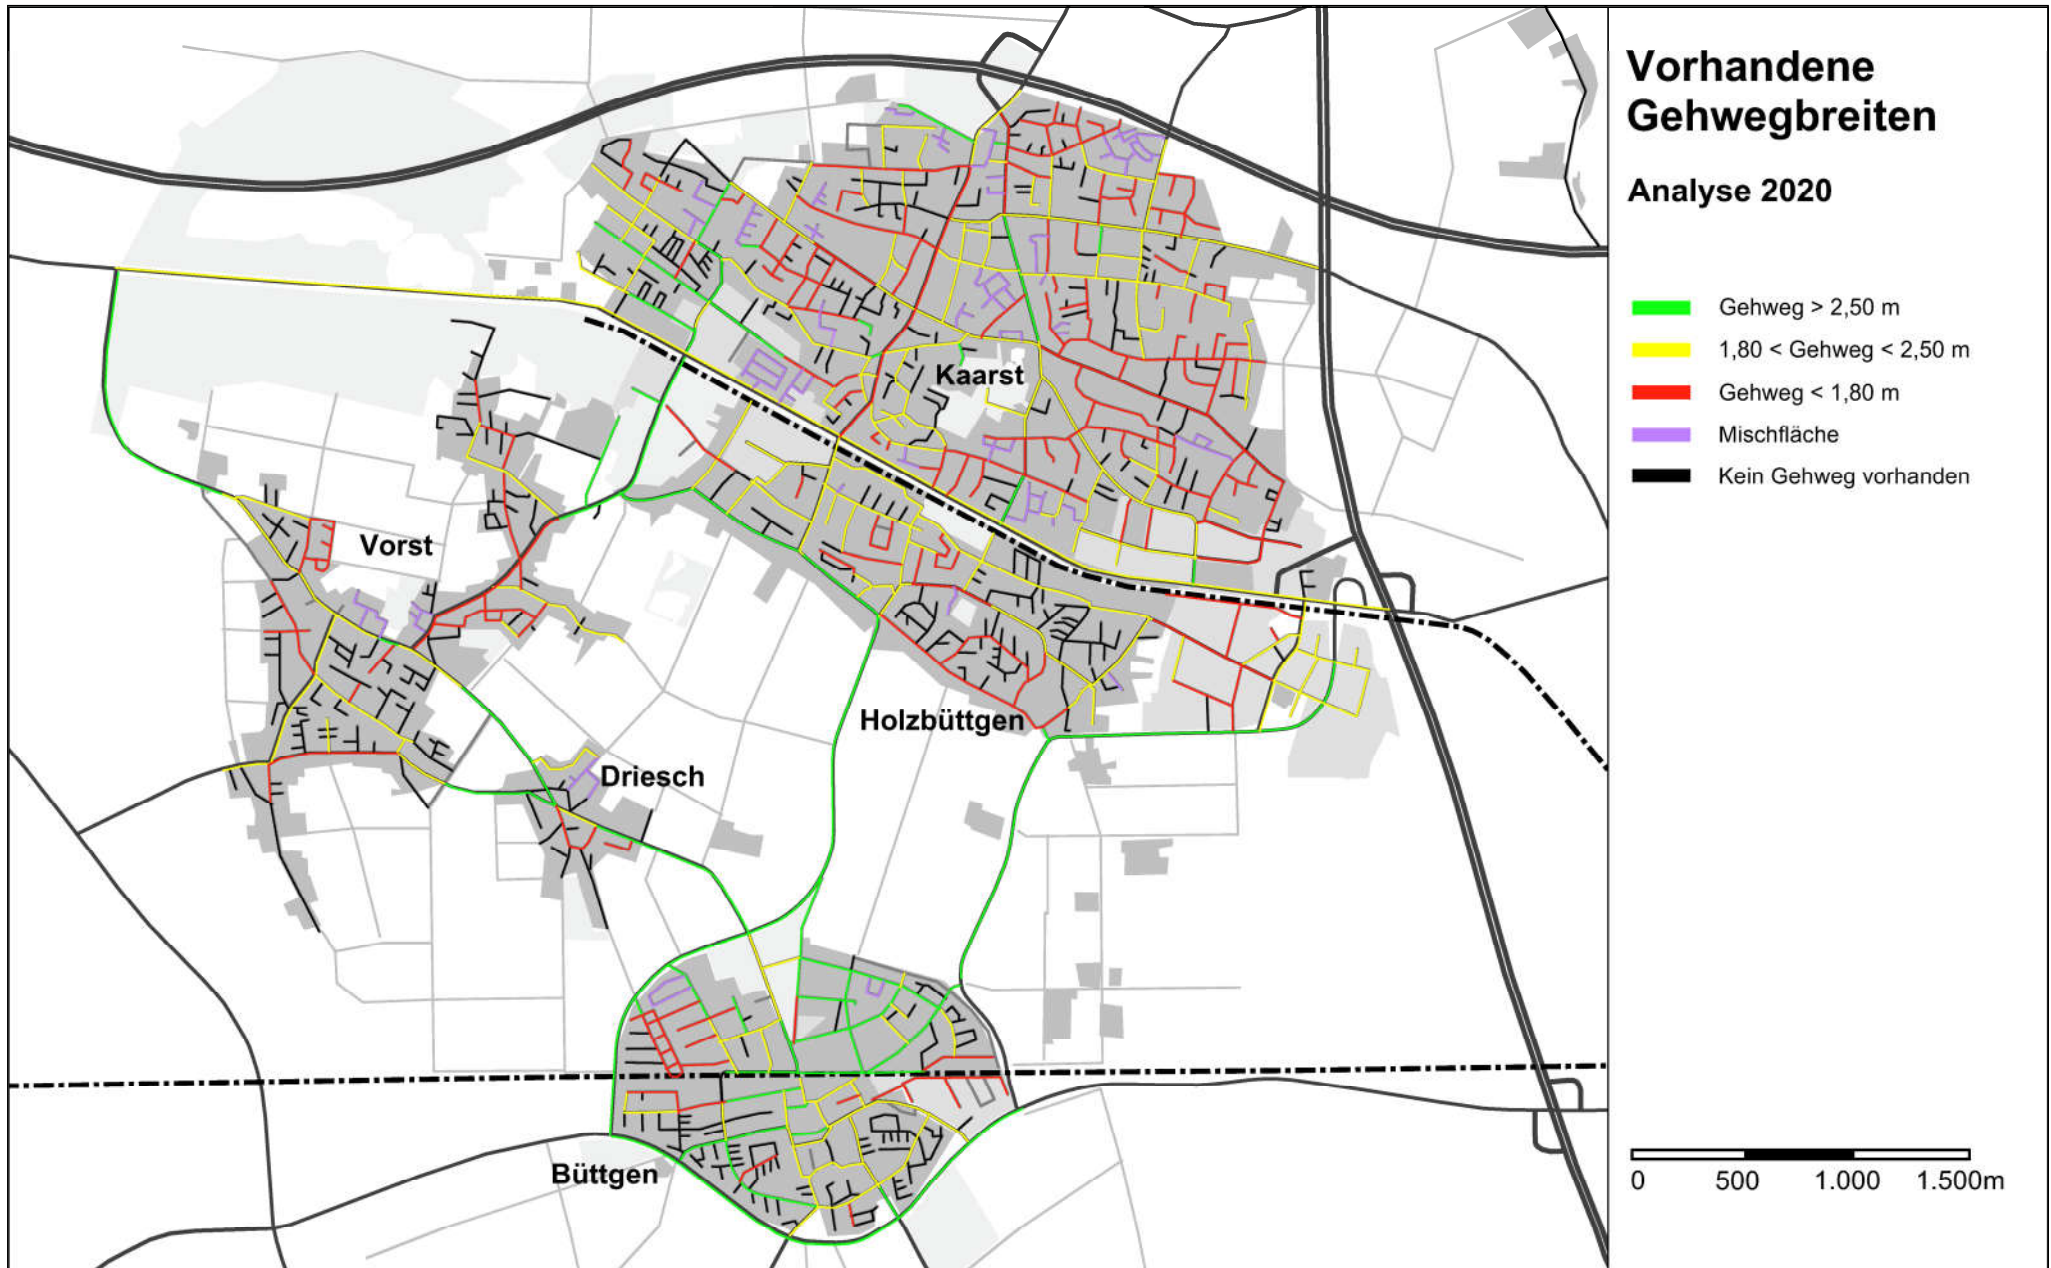 Vorhandene
Gehwegbreiten
Analyse 2020
Gehweg > 2,50 m
1,80 < Gehweg < 2,50 m
Gehweg < 1,80 m
Mischfläche
Kein Gehweg vorhanden
Kaarst
Vorst
Holzbüttgen
Driesch
Büttgen
0 500 1.000 1.500m